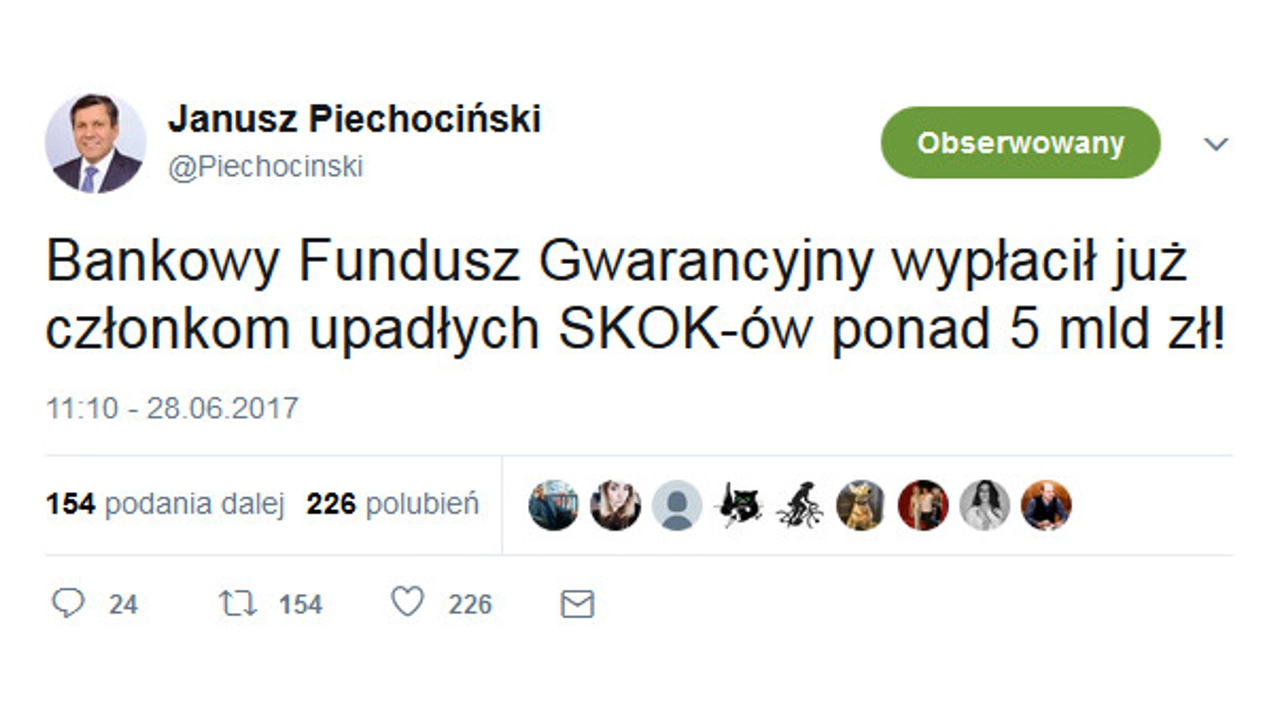 Janusz Piechociński
@Piechocinski
Obserwowany
Bankowy Fundusz Gwarancyjny wypłacił już
członkom upadłych SKOK-ów ponad 5 mld zł!
11:10 - 28.06.2017
154 podania dalej 226 polubień
24 154 226